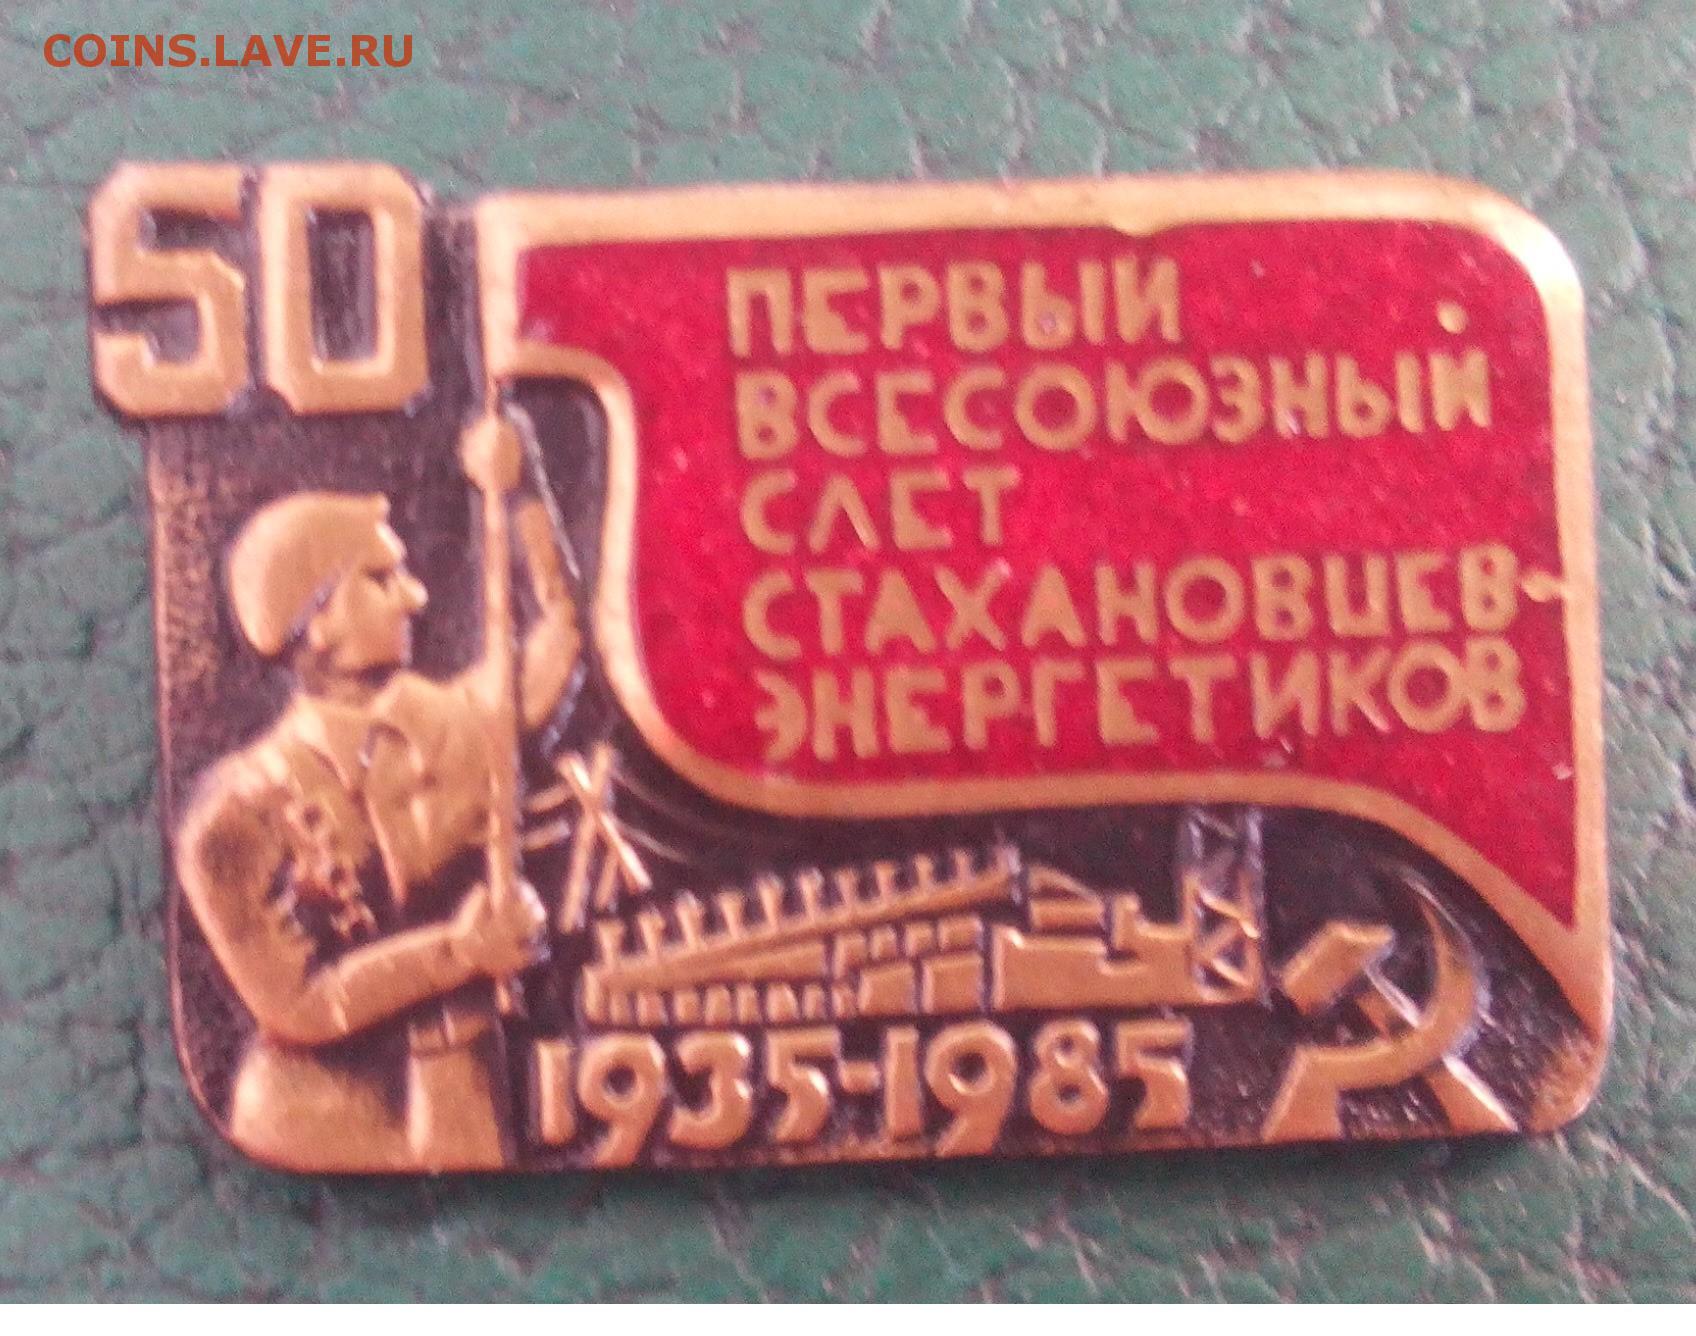 COINS.LAVE.RU
50
ПЕРВЫЙ
ВСЕСОЮЗНЫЙ
СЛЕТ
СТАХАНОВЦЕВ-
ЭНЕРГЕТИКОВ
1935-1985